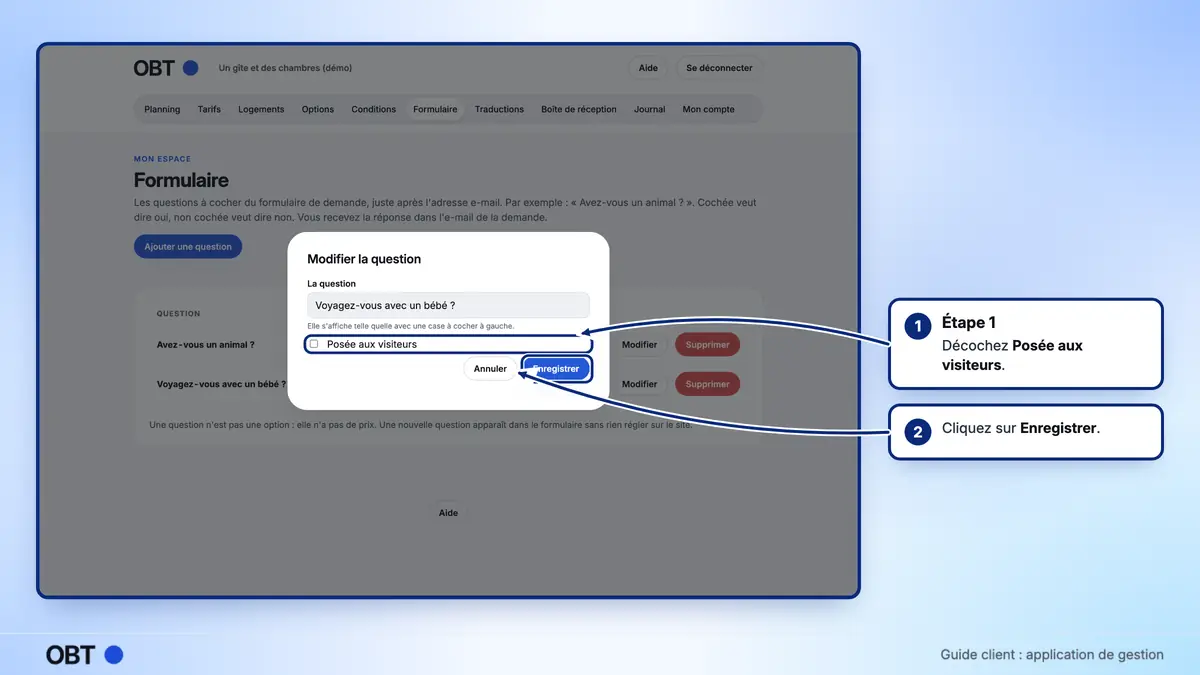 OBT
Un gîte et des chambres (démo)
Aide
Se déconnecter
Planning
Tarifs
Logements
Options
Conditions
Formulaire
Traductions
Boîte de réception
Journal
Mon compte
MON ESPACE
Formulaire
Les questions à cocher du formulaire de demande, juste après l'adresse e-mail. Par exemple : « Avez-vous un animal ? ». Cochée veut
dire oui, non cochée veut dire non. Vous recevez la réponse dans l'e-mail de la demande.
Ajouter une question
QUESTION
Avez-vous un animal ?
Modifier
Supprimer
Voyagez-vous avec un bébé ?
Modifier
Supprimer
Une question n'est pas une option : elle n'a pas de prix. Une nouvelle question apparaît dans le formulaire sans rien régler sur le site.
Aide
Modifier la question
La question
Voyagez-vous avec un bébé ?
Elle s'affiche telle quelle avec une case à cocher à gauche.
Posée aux visiteurs
Annuler
Enregistrer
1
Étape 1
Décochez Posée aux
visiteurs.
2
Cliquez sur Enregistrer.
OBT
Guide client : application de gestion